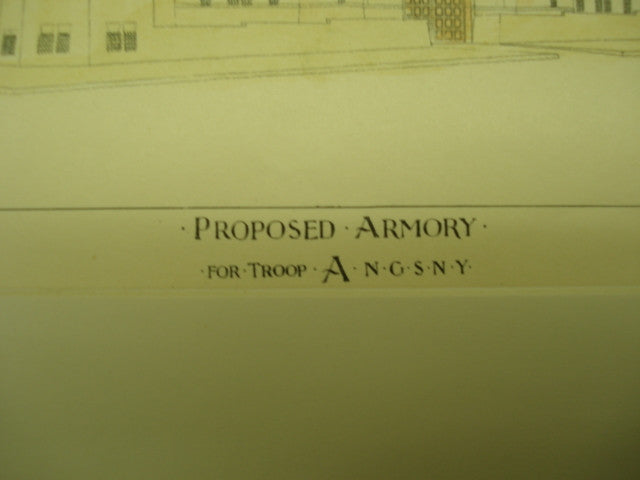 · PROPOSED · ARMORY ·
· FOR · TROOP · A · N · G · S · N · Y ·